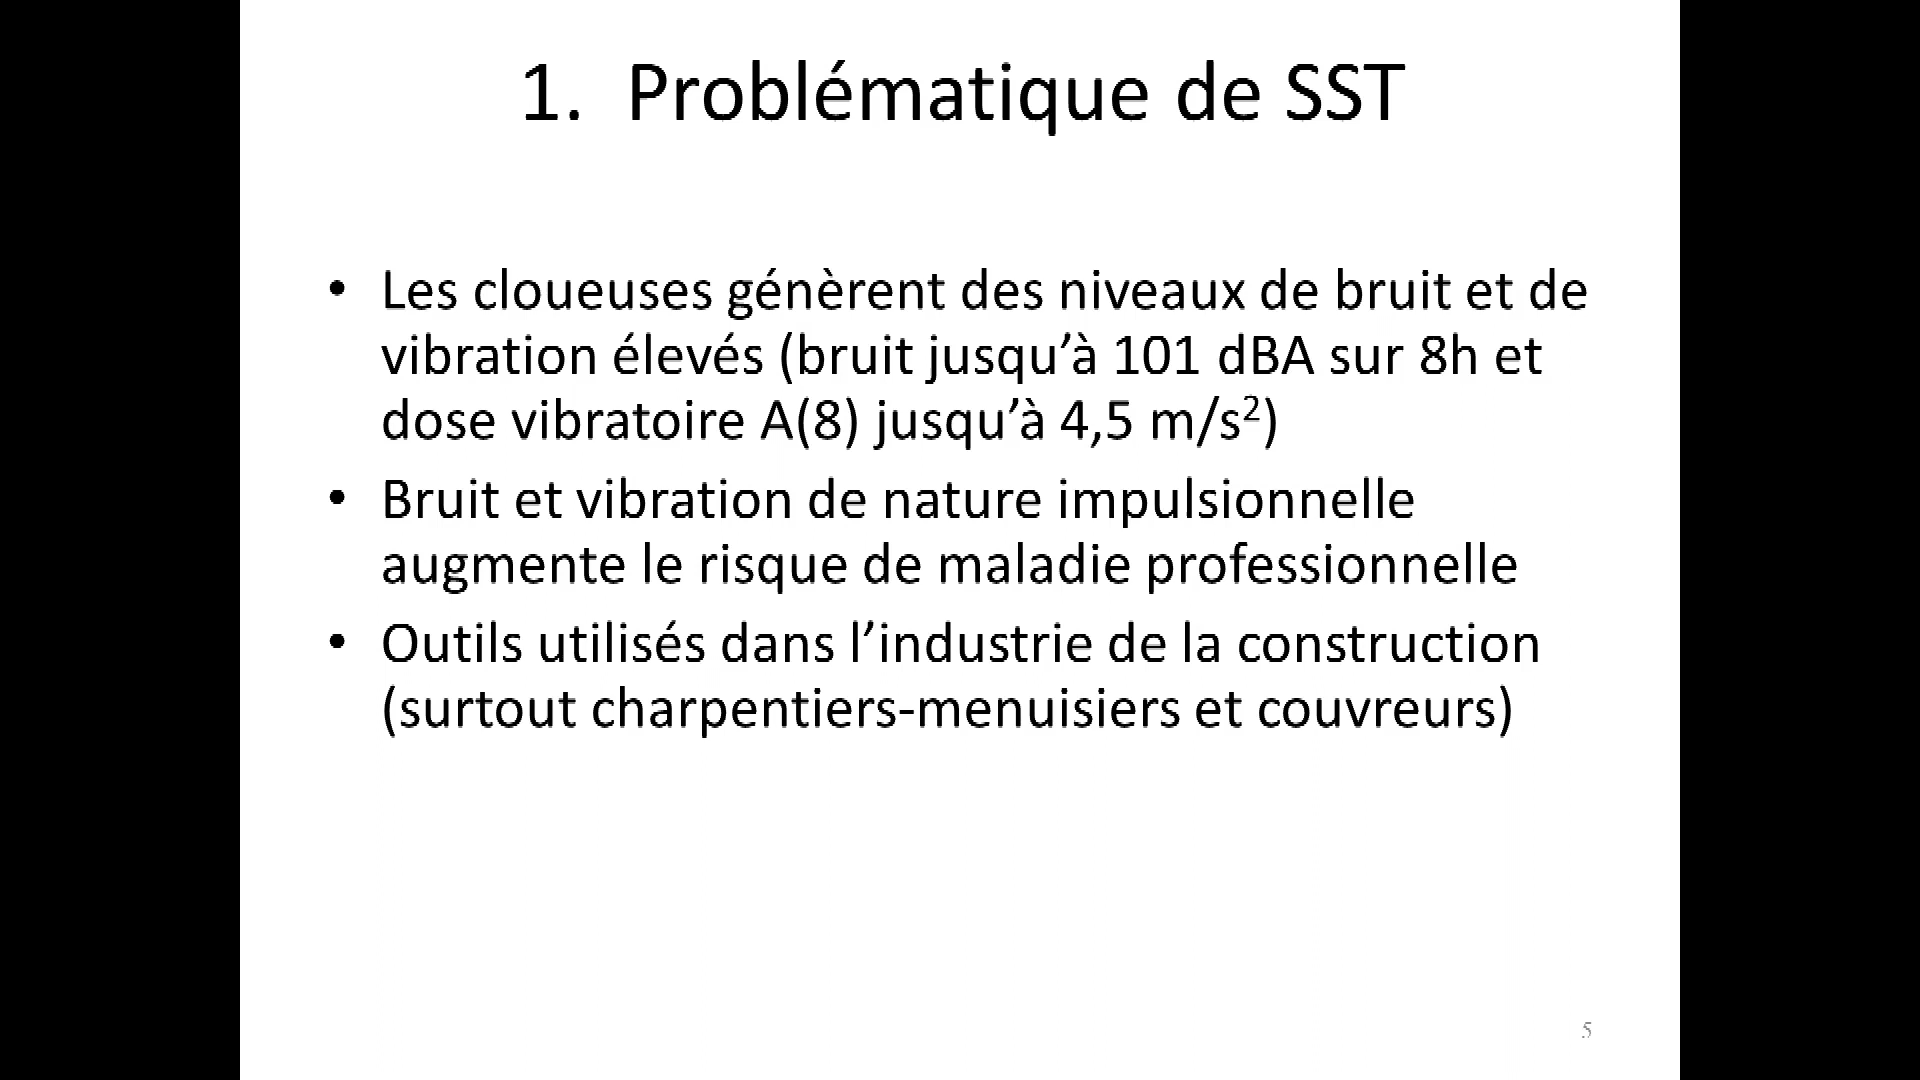 1. Problématique de SST
• Les cloueuses génèrent des niveaux de bruit et de
vibration élevés (bruit jusqu’à 101 dBA sur 8h et
dose vibratoire A(8) jusqu’à 4,5 m/s²)
• Bruit et vibration de nature impulsionnelle
augmente le risque de maladie professionnelle
• Outils utilisés dans l’industrie de la construction
(surtout charpentiers-menuisiers et couvreurs)
5